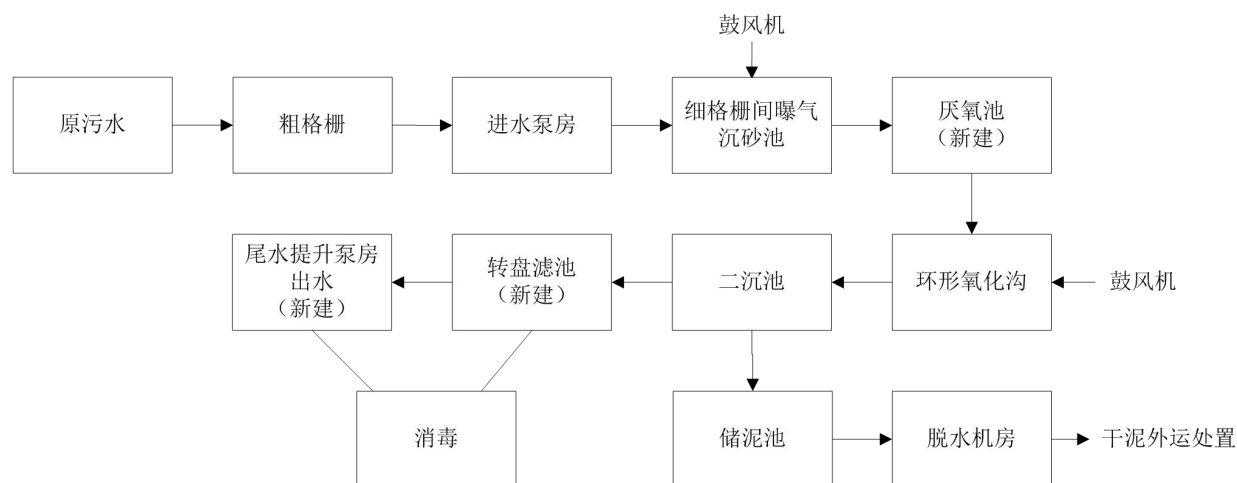 鼓风机
原污水
粗格栅
进水泵房
细格栅间曝气
沉砂池
厌氧池
（新建）
尾水提升泵房
出水
（新建）
转盘滤池
（新建）
二沉池
环形氧化沟
鼓风机
消毒
储泥池
脱水机房
干泥外运处置